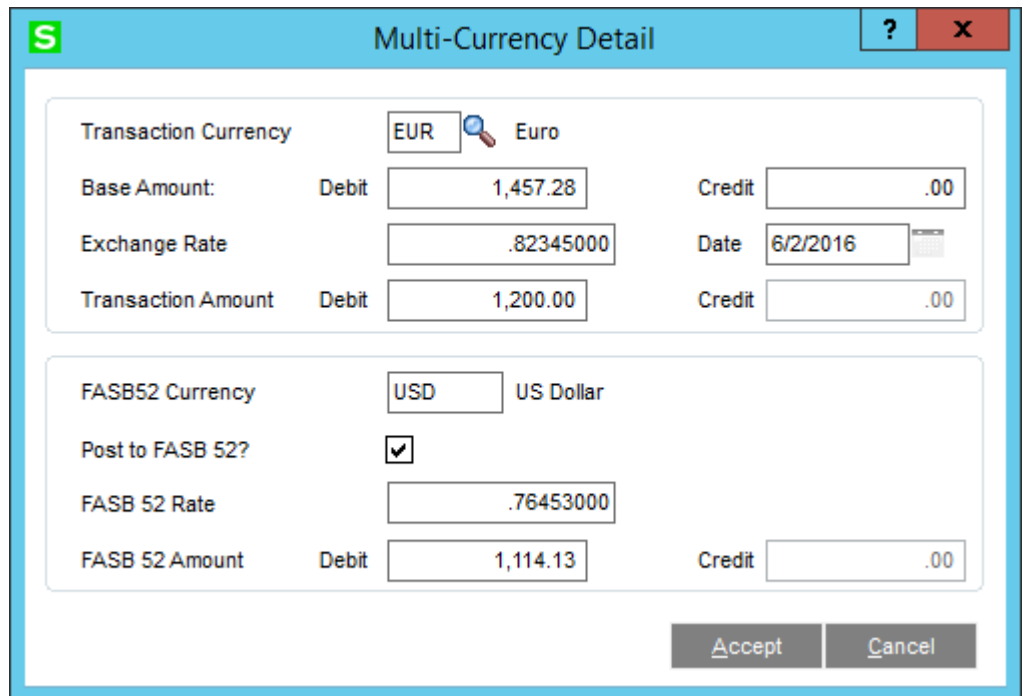 S Multi-Currency Detail ? x
Transaction Currency EUR Euro
Base Amount: Debit 1,457.28 Credit .00
Exchange Rate .82345000 Date 6/2/2016
Transaction Amount Debit 1,200.00 Credit .00
FASB52 Currency USD US Dollar
Post to FASB 52?
FASB 52 Rate .76453000
FASB 52 Amount Debit 1,114.13 Credit .00
Accept Cancel